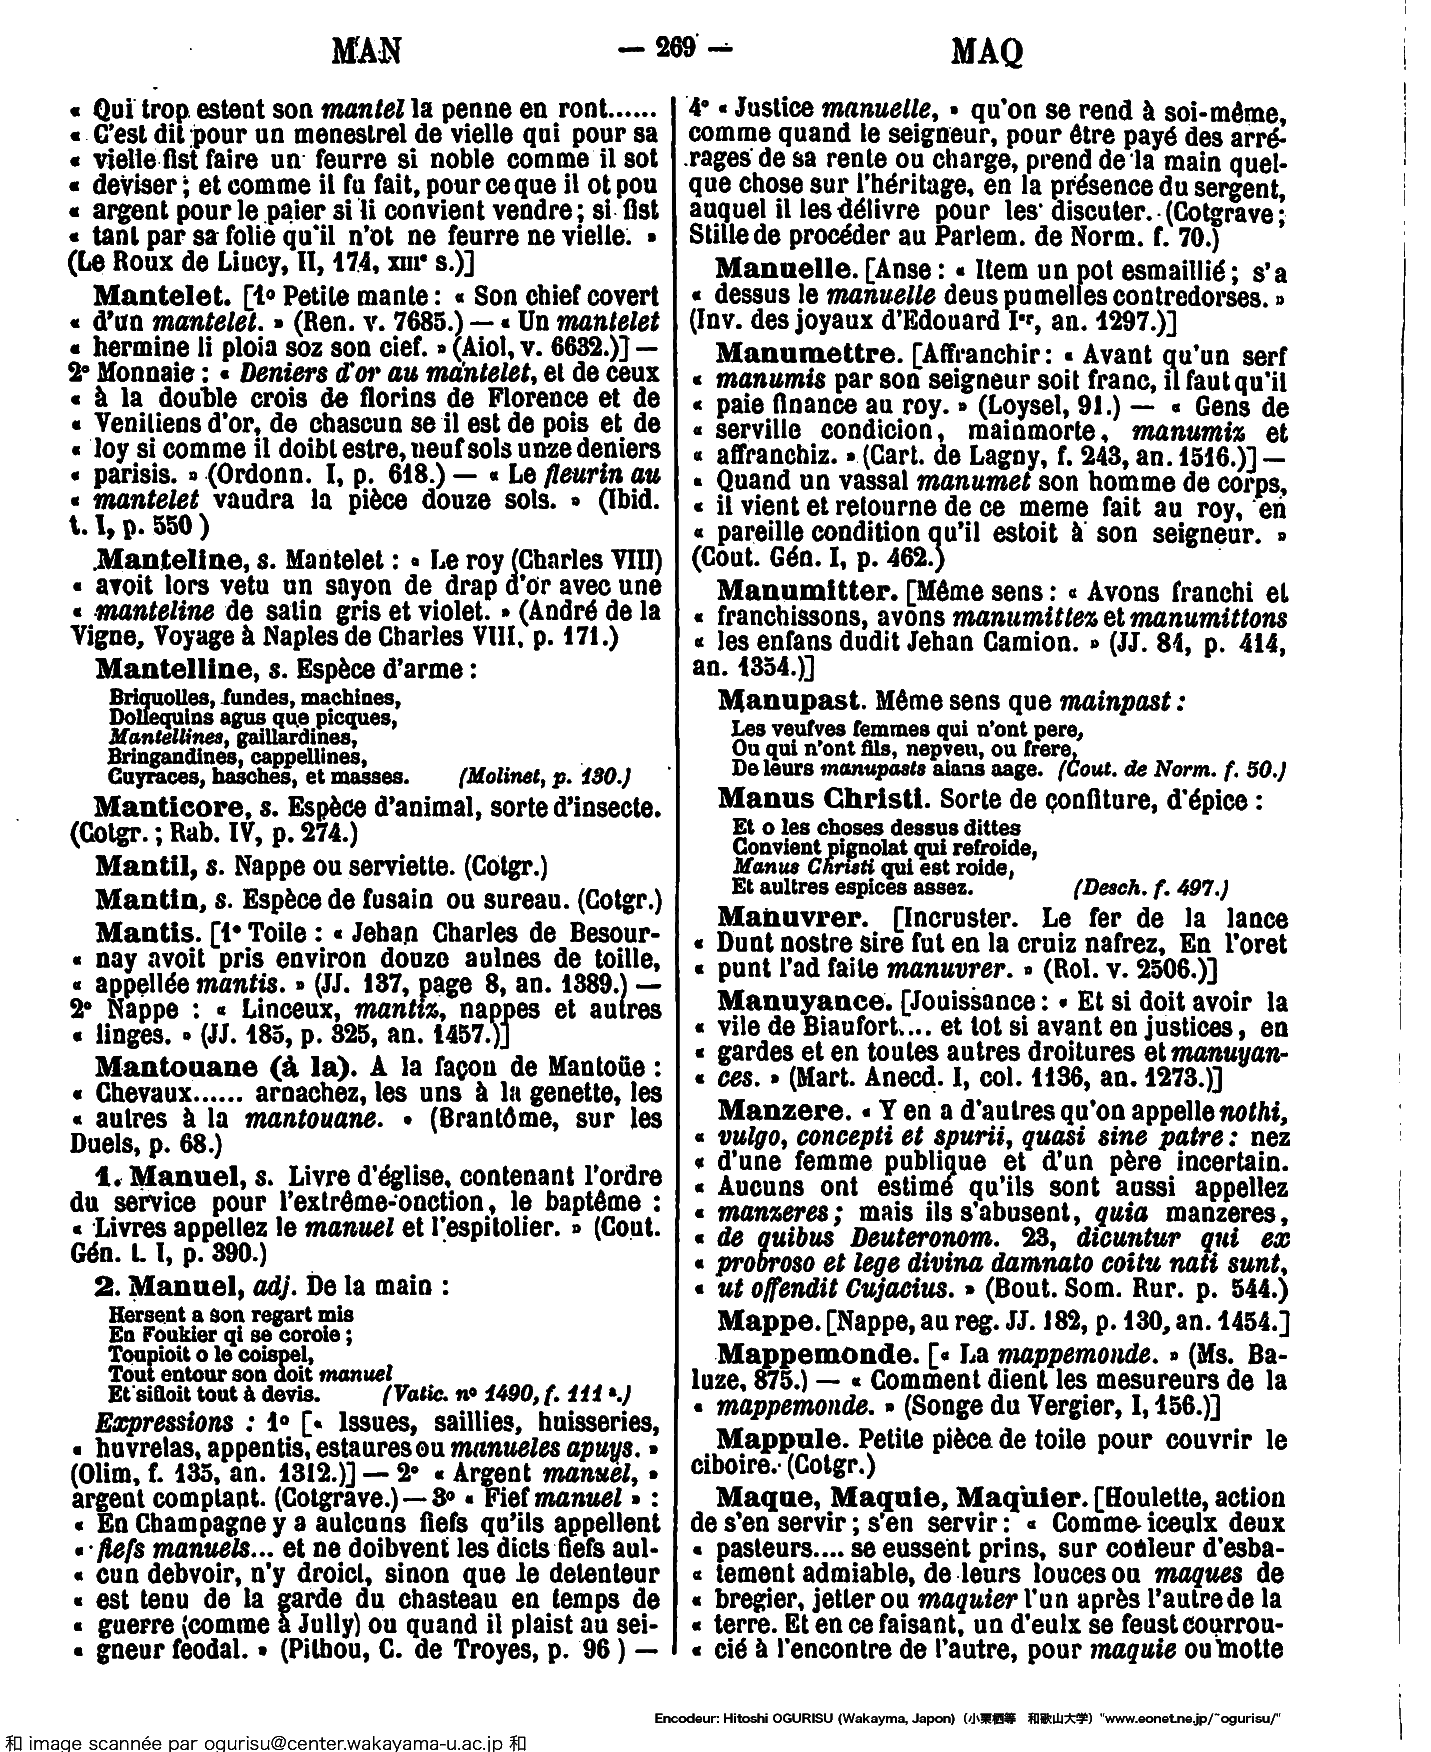 MAN — 269 — MAQ
« Qui trop estent son mantel la penne en ront......
« C'est dit pour un menestrel de vielle qui pour sa
« vielle fist faire un feurre si noble comme il sot
« deviser ; et comme il fu fait, pour ce que il ot pou
« argent pour le paier si li convient vendre ; si fist
« tant par sa folie qu'il n'ot ne feurre ne vielle. »
(Le Roux de Lincy, II, 174, XIIIe s.)]
Mantelet. [1º Petite mante : « Son chief covert
« d'un mantelet. » (Ren. v. 7685.) — « Un mantelet
« hermine li ploia soz son cief. » (Aiol, v. 6632.)] —
2º Monnaie : « Deniers d'or au mantelet, et de ceux
« à la double crois de florins de Florence et de
« Venitiens d'or, de chascun se il est de pois et de
« loy si comme il doibt estre, neuf sols unze deniers
« parisis. » (Ordonn. I, p. 618.) — « Le fleurin au
« mantelet vaudra la pièce douze sols. » (Ibid.
t. I, p. 550 )
Manteline, s. Mantelet : « Le roy (Charles VIII)
« avoit lors vetu un sayon de drap d'or avec une
« manteline de satin gris et violet. » (André de la
Vigne, Voyage à Naples de Charles VIII, p. 171.)
Mantelline, s. Espèce d'arme :
Briquolles, fundes, machines,
Dollequins agus que picques,
Mantellines, gaillardines,
Bringandines, cappellines,
Cuyraces, hasches, et masses. (Molinet, p. 130.)
Manticore, s. Espèce d'animal, sorte d'insecte.
(Cotgr. ; Rab. IV, p. 274.)
Mantil, s. Nappe ou serviette. (Cotgr.)
Mantin, s. Espèce de fusain ou sureau. (Cotgr.)
Mantis. [1º Toile : « Jehan Charles de Besour-
« nay avoit pris environ douze aulnes de toille,
« appellée mantis. » (JJ. 137, page 8, an. 1389.) —
2º Nappe : « Linceux, mantiz, nappes et autres
« linges. » (JJ. 185, p. 325, an. 1457.)]
Mantouane (à la). A la façon de Mantoüe :
« Chevaux...... arnachez, les uns à la genette, les
« autres à la mantouane. » (Brantôme, sur les
Duels, p. 68.)
1. Manuel, s. Livre d'église, contenant l'ordre
du service pour l'extrême-onction, le baptême :
« Livres appellez le manuel et l'espitolier. » (Cout.
Gén. t. I, p. 390.)
2. Manuel, adj. De la main :
Hersent a son regart mis
En Foukier qi se coroie ;
Toupioit o le coispel,
Tout entour son doit manuel
Et sifloit tout à devis. (Vatic. nº 1490, f. 111 a.)
Expressions : 1º [« Issues, saillies, huisseries,
« huvrelas, appentis, estaures ou manueles apuys. »
(Olim, f. 135, an. 1312.)] — 2º « Argent manuel, »
argent comptant. (Cotgrave.) — 3º « Fief manuel » :
« En Champagne y a aulcuns fiefs qu'ils appellent
« fiefs manuels... et ne doibvent les dicts fiefs aul-
« cun debvoir, n'y droict, sinon que le detenteur
« est tenu de la garde du chasteau en temps de
« guerre (comme à Jully) ou quand il plaist au sei-
« gneur feodal. » (Pithou, C. de Troyes, p. 96 ) —
4º « Justice manuelle, » qu'on se rend à soi-même,
comme quand le seigneur, pour être payé des arré-
rages de sa rente ou charge, prend de la main quel-
que chose sur l'héritage, en la présence du sergent,
auquel il les délivre pour les discuter. (Cotgrave ;
Stille de procéder au Parlem. de Norm. f. 70.)
Manuelle. [Anse : « Item un pot esmaillié ; s'a
« dessus le manuelle deus pumelles contredorses. »
(Inv. des joyaux d'Edouard Ier, an. 1297.)]
Manumettre. [Affranchir : « Avant qu'un serf
« manumis par son seigneur soit franc, il faut qu'il
« paie finance au roy. » (Loysel, 91.) — « Gens de
« serville condicion, mainmorte, manumiz et
« affranchiz. » (Cart. de Lagny, f. 243, an. 1516.)] —
« Quand un vassal manumet son homme de corps,
« il vient et retourne de ce meme fait au roy, en
« pareille condition qu'il estoit à son seigneur. »
(Cout. Gén. I, p. 462.)
Manumitter. [Même sens : « Avons franchi et
« franchissons, avons manumittez et manumittons
« les enfans dudit Jehan Camion. » (JJ. 84, p. 414,
an. 1354.)]
Manupast. Même sens que mainpast :
Les veufves femmes qui n'ont pere,
Ou qui n'ont fils, nepveu, ou frere,
De leurs manupasts aians aage. (Cout. de Norm. f. 50.)
Manus Christi. Sorte de confiture, d'épice :
Et o les choses dessus dittes
Convient pignolat qui refroide,
Manus Christi qui est roide,
Et aultres espices assez. (Desch. f. 497.)
Manuvrer. [Incruster. Le fer de la lance
« Dunt nostre sire fut en la cruiz nafrez, En l'oret
« punt l'ad faite manuvrer. » (Rol. v. 2506.)]
Manuyance. [Jouissance : « Et si doit avoir la
« vile de Biaufort.... et tot si avant en justices, en
« gardes et en toutes autres droitures et manuyan-
« ces. » (Mart. Anecd. I, col. 1136, an. 1273.)]
Manzere. « Y en a d'autres qu'on appelle nothi,
« vulgo, concepti et spurii, quasi sine patre : nez
« d'une femme publique et d'un père incertain.
« Aucuns ont estimé qu'ils sont aussi appellez
« manzeres ; mais ils s'abusent, quia manzeres,
« de quibus Deuteronom. 23, dicuntur qui ex
« probroso et lege divina damnato coitu nati sunt,
« ut offendit Cujacius. » (Bout. Som. Rur. p. 544.)
Mappe. [Nappe, au reg. JJ. 182, p. 130, an. 1454.]
Mappemonde. [« La mappemonde. » (Ms. Ba-
luze, 875.) — « Comment dient les mesureurs de la
« mappemonde. » (Songe du Vergier, I, 156.)]
Mappule. Petite pièce de toile pour couvrir le
ciboire. (Cotgr.)
Maque, Maquie, Maquier. [Houlette, action
de s'en servir ; s'en servir : « Comme iceulx deux
« pasteurs.... se eussent prins, sur couleur d'esba-
« tement admiable, de leurs louces ou maques de
« bregier, jetter ou maquier l'un après l'autre de la
« terre. Et en ce faisant, un d'eulx se feust courrou-
« cié à l'encontre de l'autre, pour maquie ou motte
Encodeur: Hitoshi OGURISU (Wakayma, Japon) (小栗栖等 和歌山大学) "www.eonet.ne.jp/~ogurisu/"
和 image scannée par ogurisu@center.wakayama-u.ac.jp 和